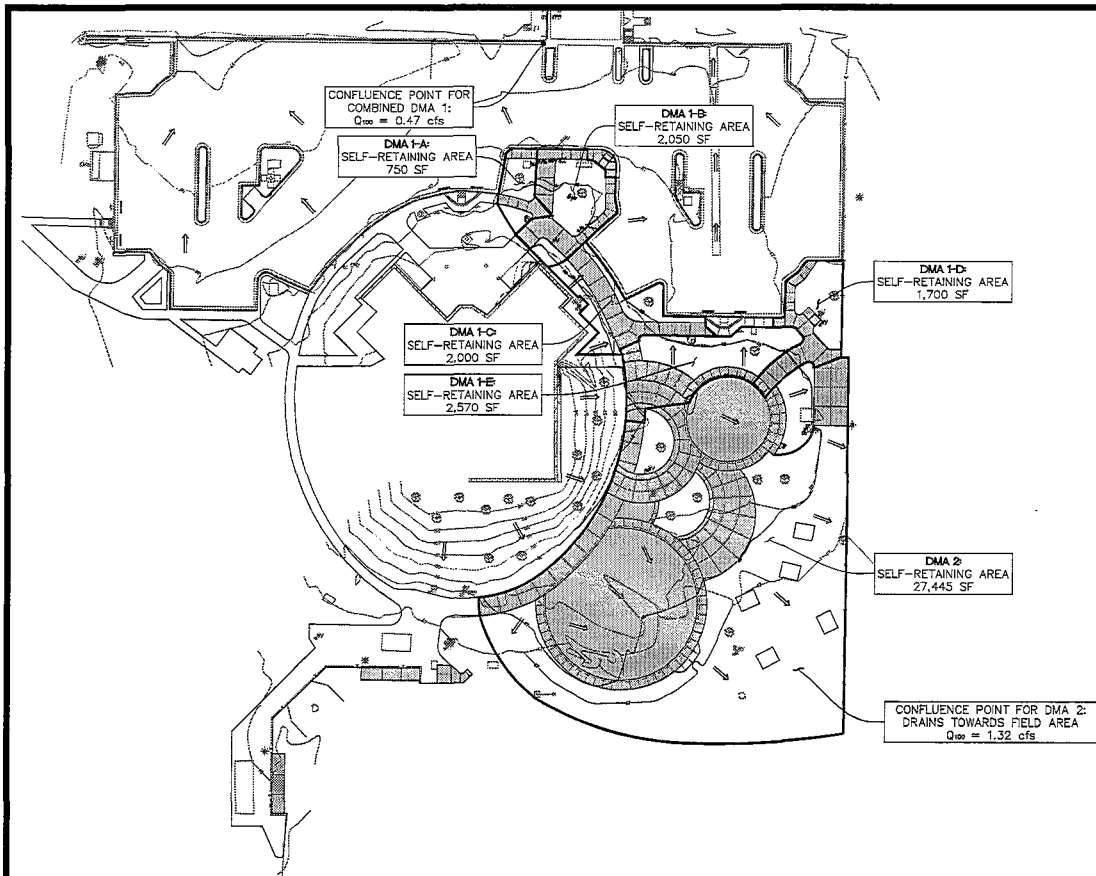 CONFLUENCE POINT FOR
COMBINED DMA 1:
Q100 = 0.47 cfs
DMA 1-B:
SELF-RETAINING AREA
2,050 SF
DMA 1-A:
SELF-RETAINING AREA
750 SF
DMA 1-D:
SELF-RETAINING AREA
1,700 SF
DMA 1-C:
SELF-RETAINING AREA
2,000 SF
DMA 1-E:
SELF-RETAINING AREA
2,570 SF
DMA 2:
SELF-RETAINING AREA
27,445 SF
CONFLUENCE POINT FOR DMA 2:
DRAINS TOWARDS FIELD AREA
Q100 = 1.32 cfs